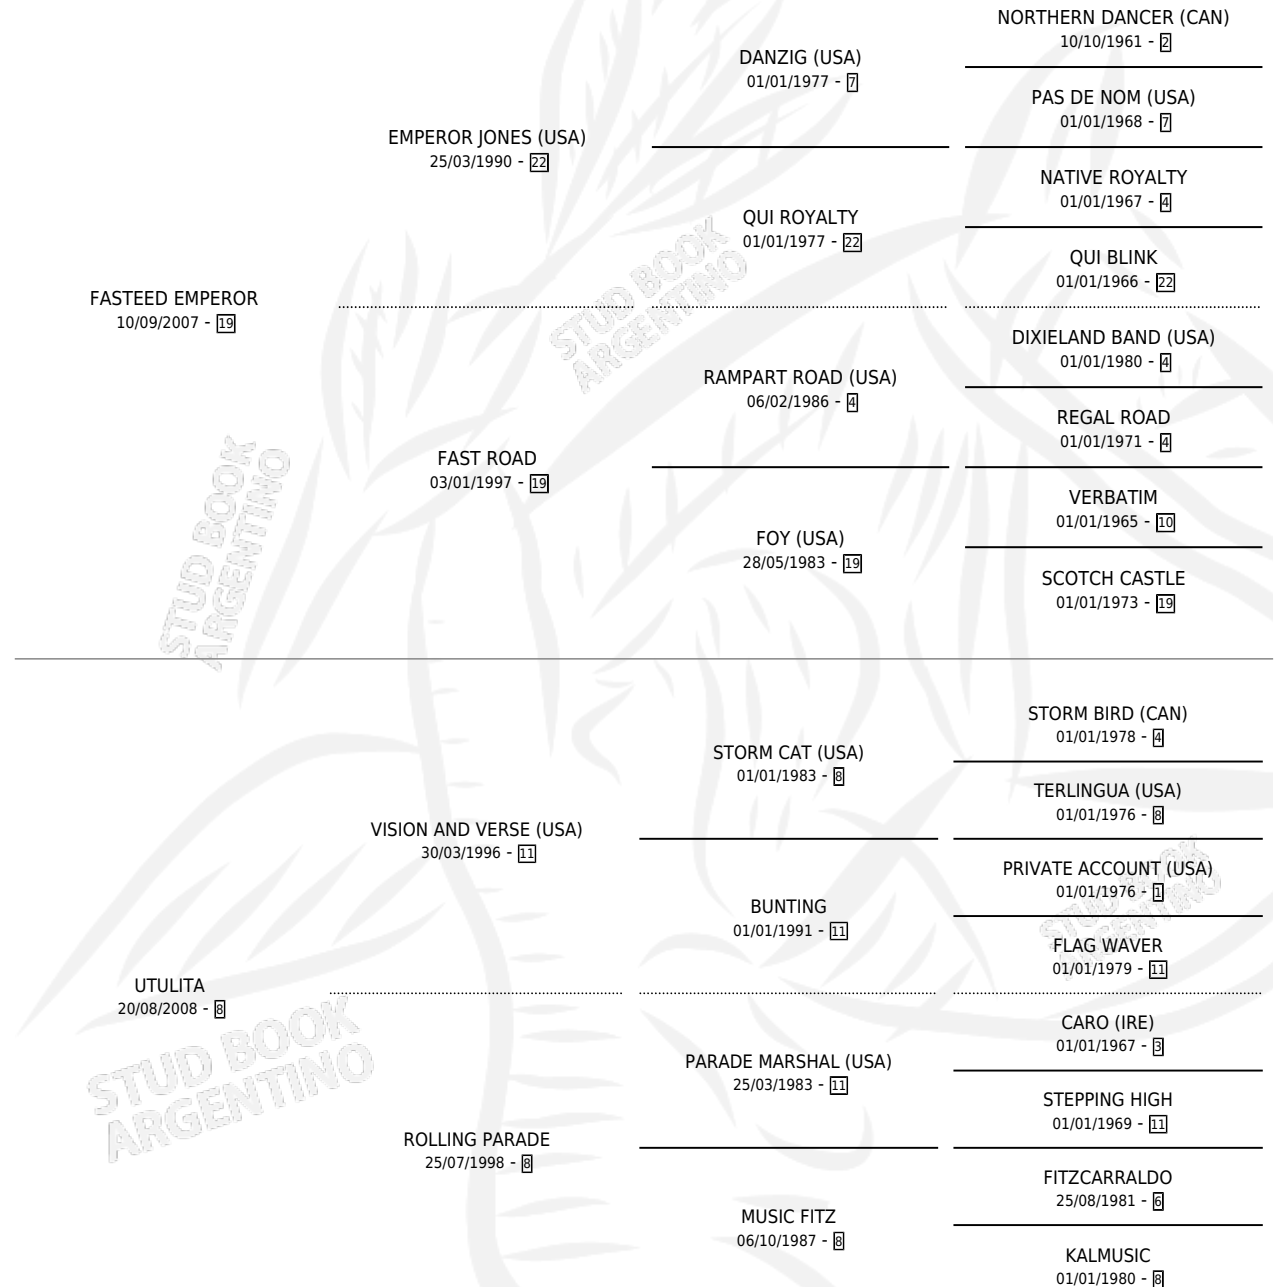 NORTHERN DANCER (CAN)
10/10/1961 - 2
DANZIG (USA)
01/01/1977 - 7
PAS DE NOM (USA)
01/01/1968 - 7
EMPEROR JONES (USA)
25/03/1990 - 22
NATIVE ROYALTY
01/01/1967 - 4
QUI ROYALTY
01/01/1977 - 22
QUI BLINK
01/01/1966 - 22
FASTEED EMPEROR
10/09/2007 - 19
DIXIELAND BAND (USA)
01/01/1980 - 4
RAMPART ROAD (USA)
06/02/1986 - 4
REGAL ROAD
01/01/1971 - 4
FAST ROAD
03/01/1997 - 19
VERBATIM
01/01/1965 - 10
FOY (USA)
28/05/1983 - 19
SCOTCH CASTLE
01/01/1973 - 19
STUD BOOK
ARGENTINO
STUD BOOK
ARGENTINO
STORM BIRD (CAN)
01/01/1978 - 4
STORM CAT (USA)
01/01/1983 - 8
TERLINGUA (USA)
01/01/1976 - 8
VISION AND VERSE (USA)
30/03/1996 - 11
PRIVATE ACCOUNT (USA)
01/01/1976 - 1
BUNTING
01/01/1991 - 11
FLAG WAVER
01/01/1979 - 11
UTULITA
20/08/2008 - 8
CARO (IRE)
01/01/1967 - 3
PARADE MARSHAL (USA)
25/03/1983 - 11
STEPPING HIGH
01/01/1969 - 11
ROLLING PARADE
25/07/1998 - 8
FITZCARRALDO
25/08/1981 - 6
MUSIC FITZ
06/10/1987 - 8
KALMUSIC
01/01/1980 - 8
STUD BOOK
ARGENTINO
STUD BOOK
ARGENTINO